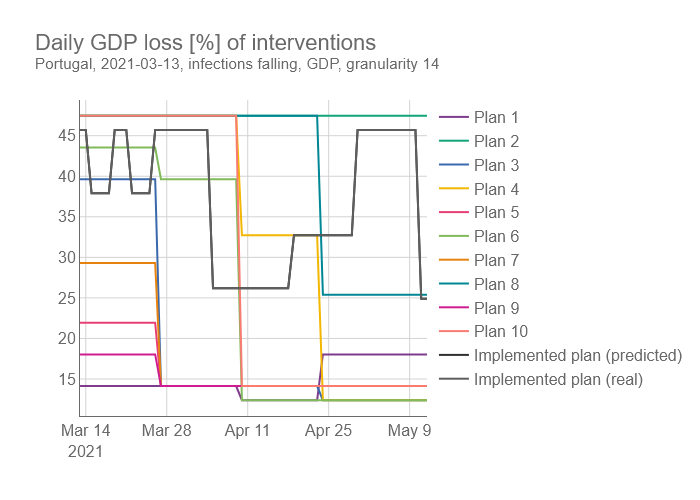 Daily GDP loss [%] of interventions
Portugal, 2021-03-13, infections falling, GDP, granularity 14
45
40
35
30
25
20
15
Mar 14
2021
Mar 28
Apr 11
Apr 25
May 9
Plan 1
Plan 2
Plan 3
Plan 4
Plan 5
Plan 6
Plan 7
Plan 8
Plan 9
Plan 10
Implemented plan (predicted)
Implemented plan (real)